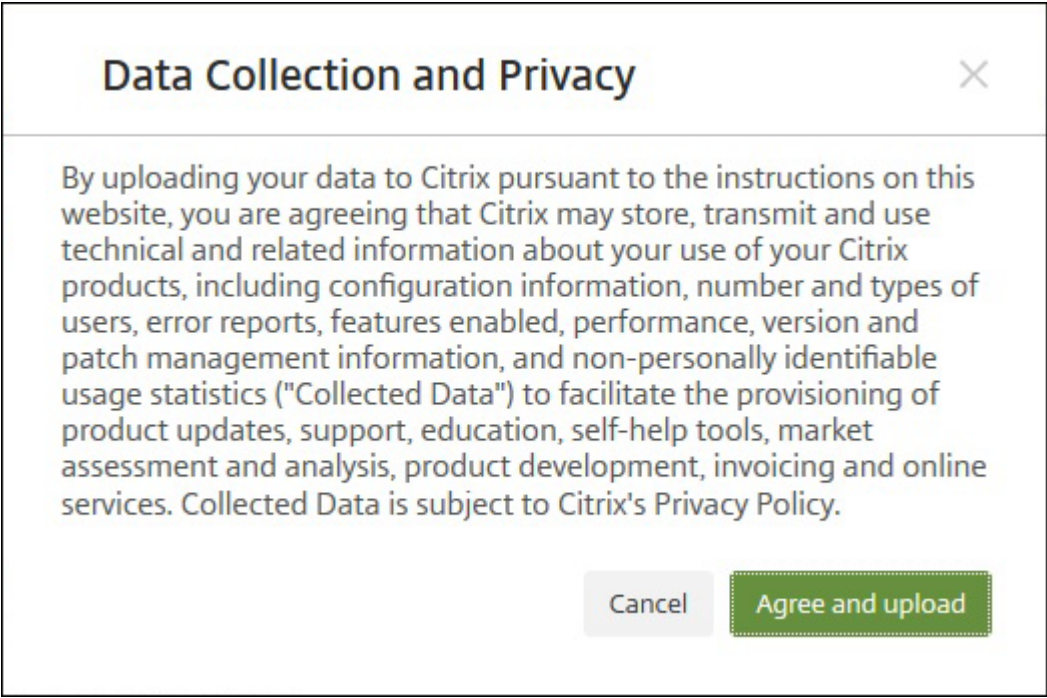 Data Collection and Privacy
By uploading your data to Citrix pursuant to the instructions on this
website, you are agreeing that Citrix may store, transmit and use
technical and related information about your use of your Citrix
products, including configuration information, number and types of
users, error reports, features enabled, performance, version and
patch management information, and non-personally identifiable
usage statistics ("Collected Data") to facilitate the provisioning of
product updates, support, education, self-help tools, market
assessment and analysis, product development, invoicing and online
services. Collected Data is subject to Citrix's Privacy Policy.
Cancel
Agree and upload